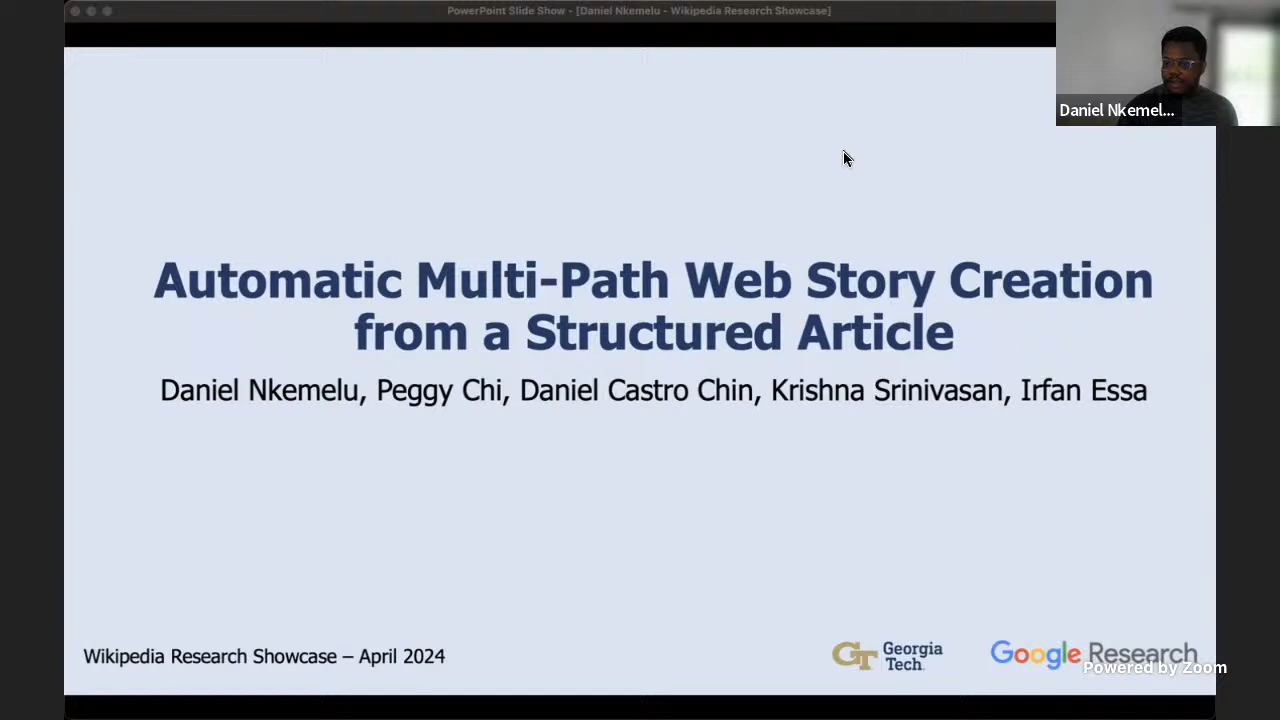 PowerPoint Slide Show - [Daniel Nkemelu - Wikipedia Research Showcase]
Daniel Nkemel...
Automatic Multi-Path Web Story Creation
from a Structured Article
Daniel Nkemelu, Peggy Chi, Daniel Castro Chin, Krishna Srinivasan, Irfan Essa
Wikipedia Research Showcase – April 2024
GT Georgia
Tech
Google Research
Powered by Zoom